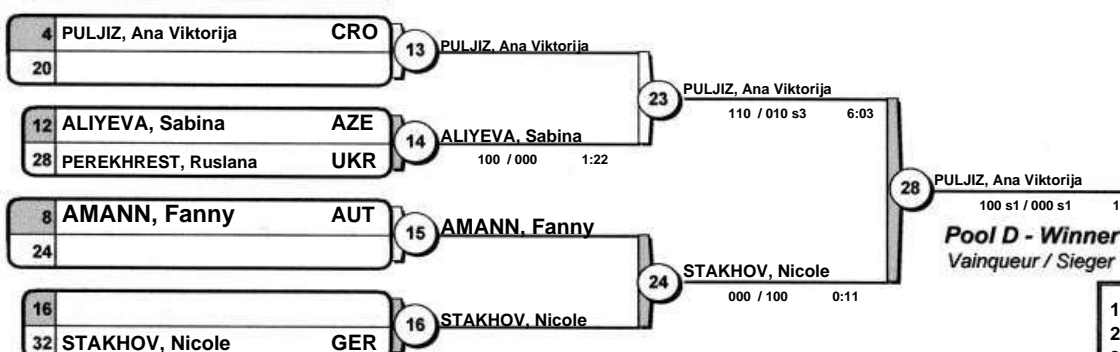 4 PULJIZ, Ana Viktorija CRO
20
12 ALIYEVA, Sabina AZE
28 PEREKHREST, Ruslana UKR
8 AMANN, Fanny AUT
24
16
32 STAKHOV, Nicole GER
13 PULJIZ, Ana Viktorija
14 ALIYEVA, Sabina
100 / 000 1:22
15 AMANN, Fanny
16 STAKHOV, Nicole
23 PULJIZ, Ana Viktorija
110 / 010 s3 6:03
24 STAKHOV, Nicole
000 / 100 0:11
28 PULJIZ, Ana Viktorija
100 s1 / 000 s1 1
Pool D - Winner
Vainqueur / Sieger
1
2